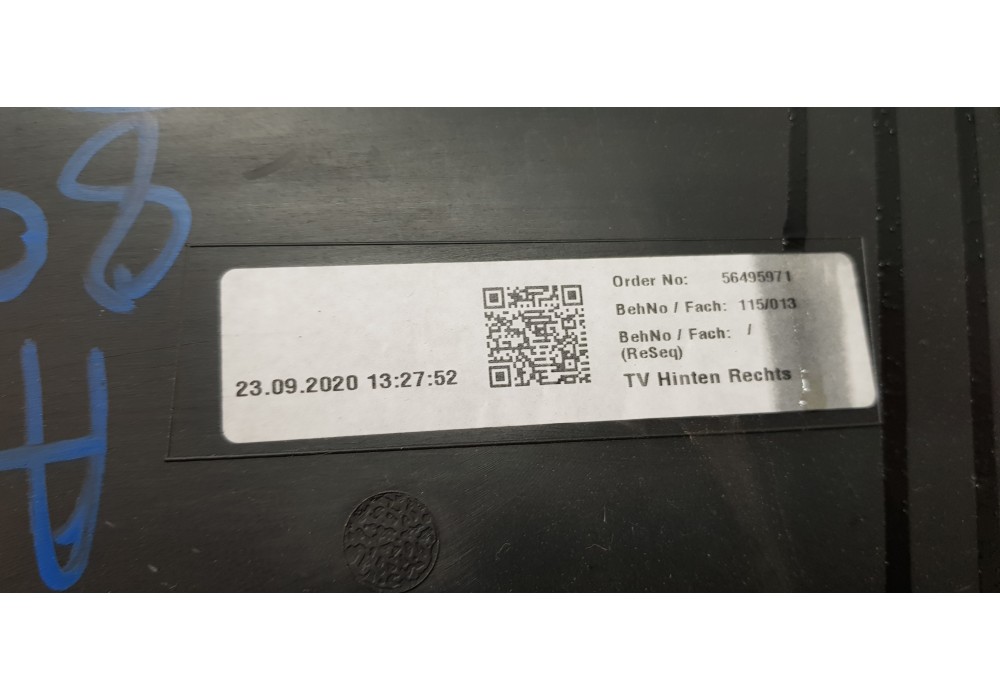 Order No: 56495971
BehNo / Fach: 115/013
BehNo / Fach: /
(ReSeq)
23.09.2020 13:27:52
TV Hinten Rechts